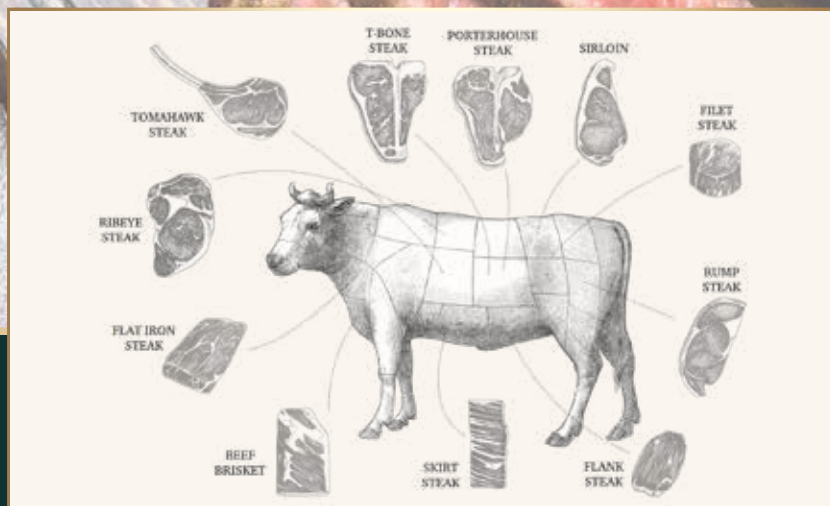 T-BONE
STEAK
PORTERHOUSE
STEAK
SIRLOIN
TOMAHAWK
STEAK
FILET
STEAK
RIBEYE
STEAK
RUMP
STEAK
FLAT IRON
STEAK
BEEF
BRISKET
SKIRT
STEAK
FLANK
STEAK